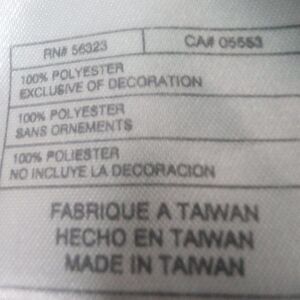 RN# 56323 CA# 05553
100% POLYESTER
EXCLUSIVE OF DECORATION
100% POLYESTER
SANS ORNEMENTS
100% POLIESTER
NO INCLUYE LA DECORACION
FABRIQUE A TAIWAN
HECHO EN TAIWAN
MADE IN TAIWAN